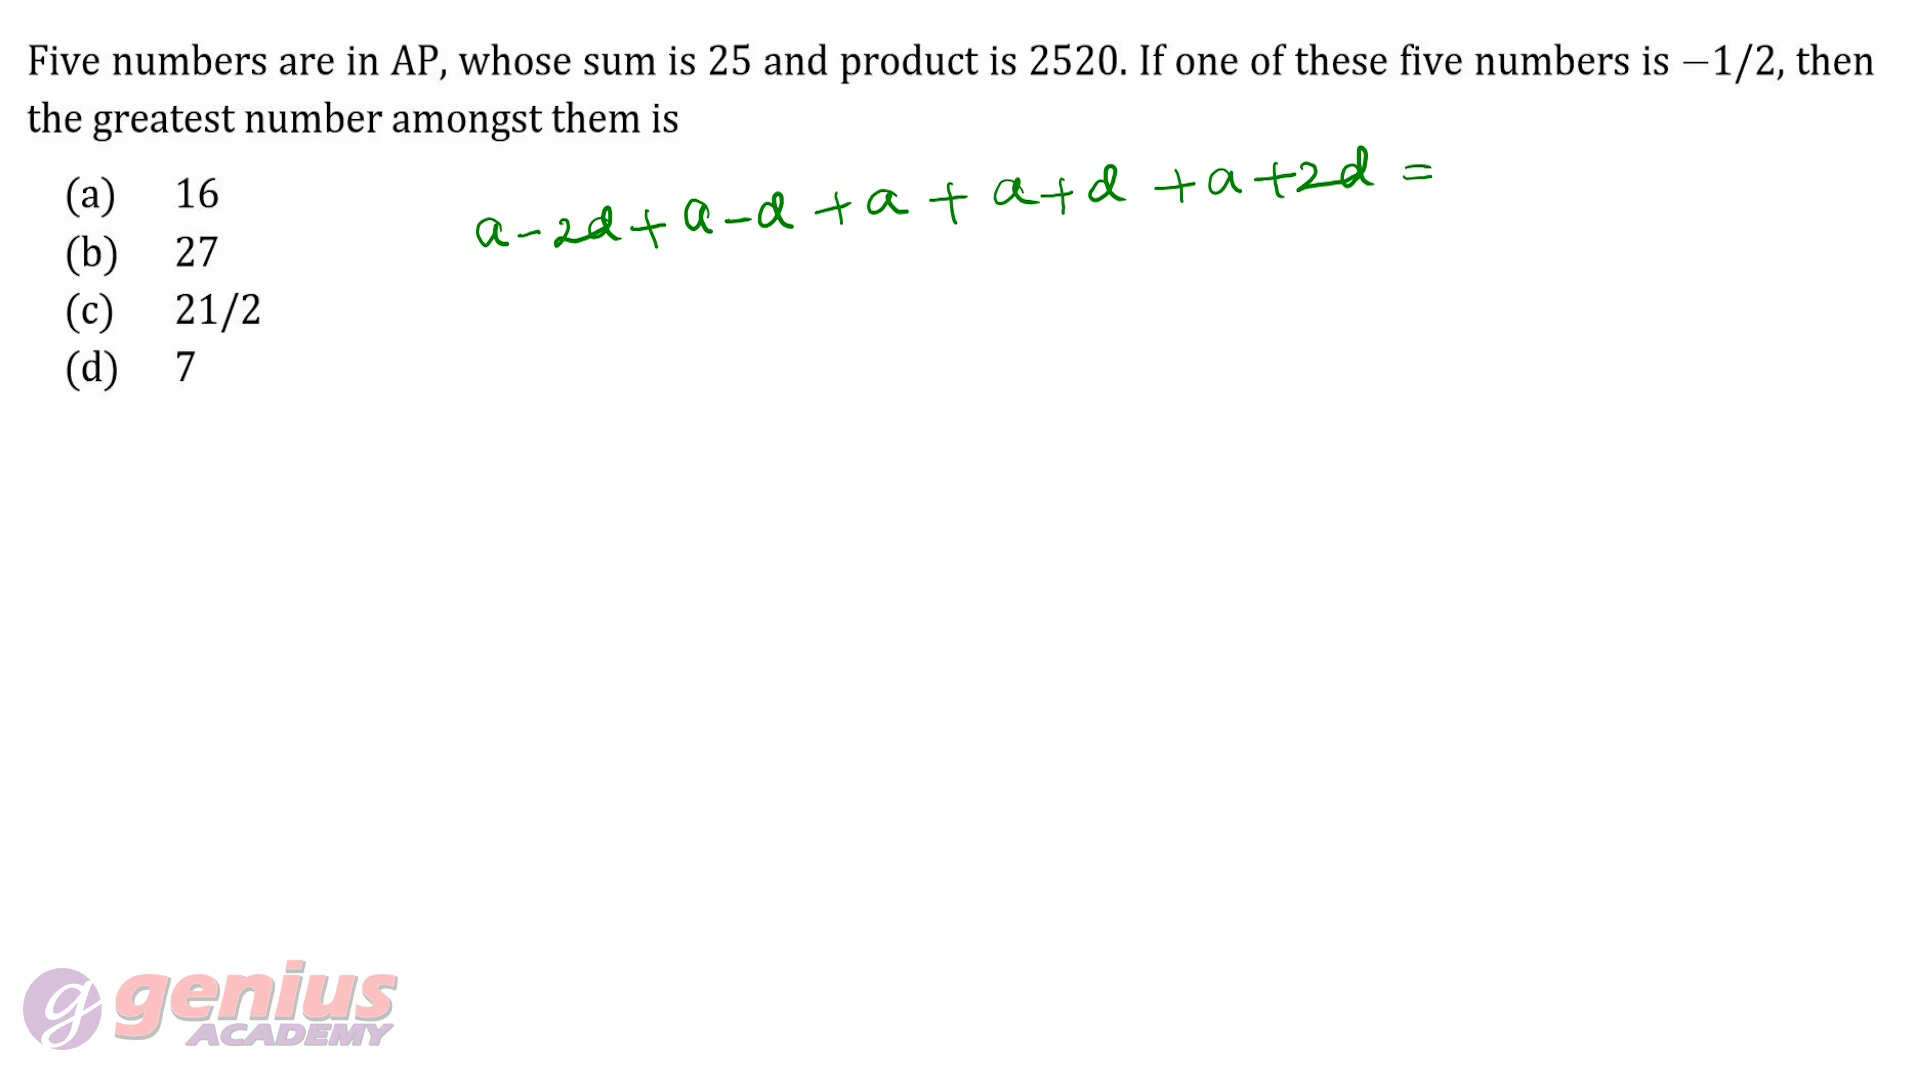 Five numbers are in AP, whose sum is 25 and product is 2520. If one of these five numbers is −1/2, then
the greatest number amongst them is
(a) 16
(b) 27
(c) 21/2
(d) 7
a - 2d + a - d + a + a + d + a + 2d =
g genius
ACADEMY